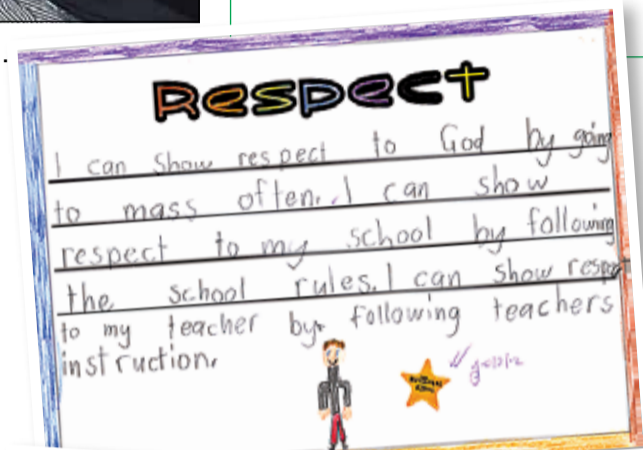 Respect
I can show respect to God by going
to mass often. I can show
respect to my school by following
the school rules. I can show respect
to my teacher by following teachers
instruction.